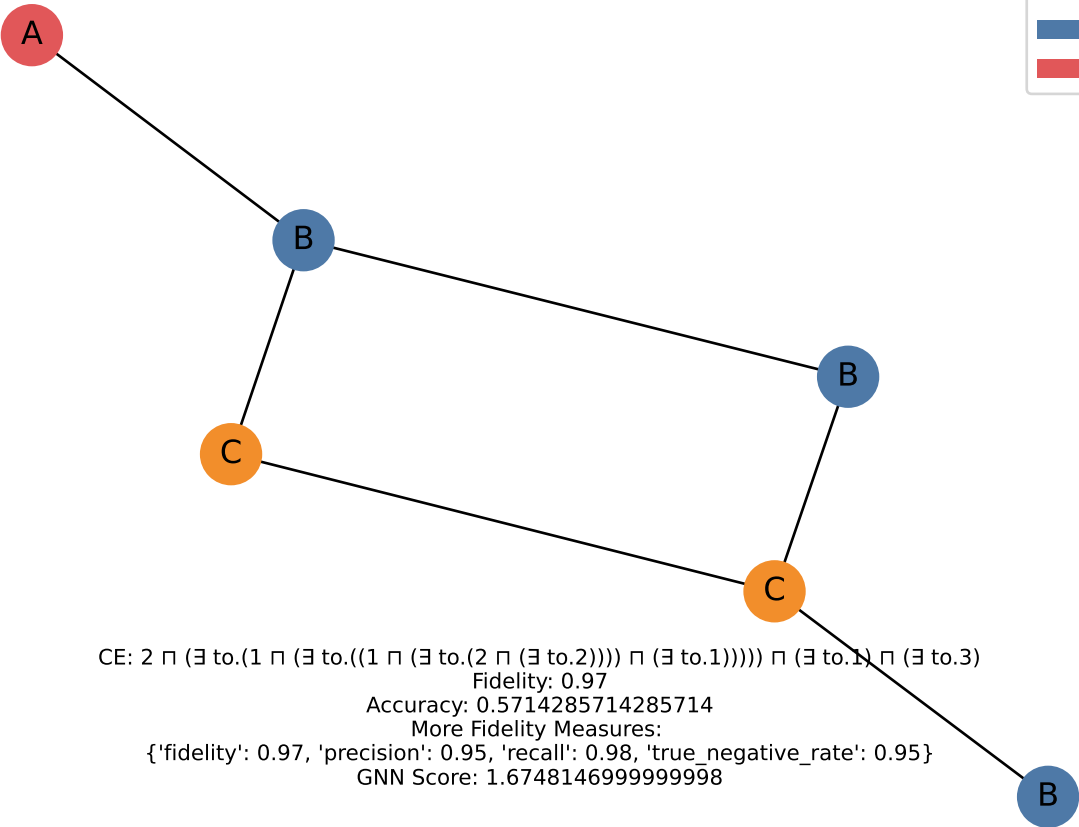 A
B
B
C
C
CE: 2 ⊓ (∃ to.(1 ⊓ (∃ to.((1 ⊓ (∃ to.(2 ⊓ (∃ to.2)))) ⊓ (∃ to.1))))) ⊓ (∃ to.1) ⊓ (∃ to.3)
Fidelity: 0.97
Accuracy: 0.5714285714285714
More Fidelity Measures:
{'fidelity': 0.97, 'precision': 0.95, 'recall': 0.98, 'true_negative_rate': 0.95}
GNN Score: 1.6748146999999998
B